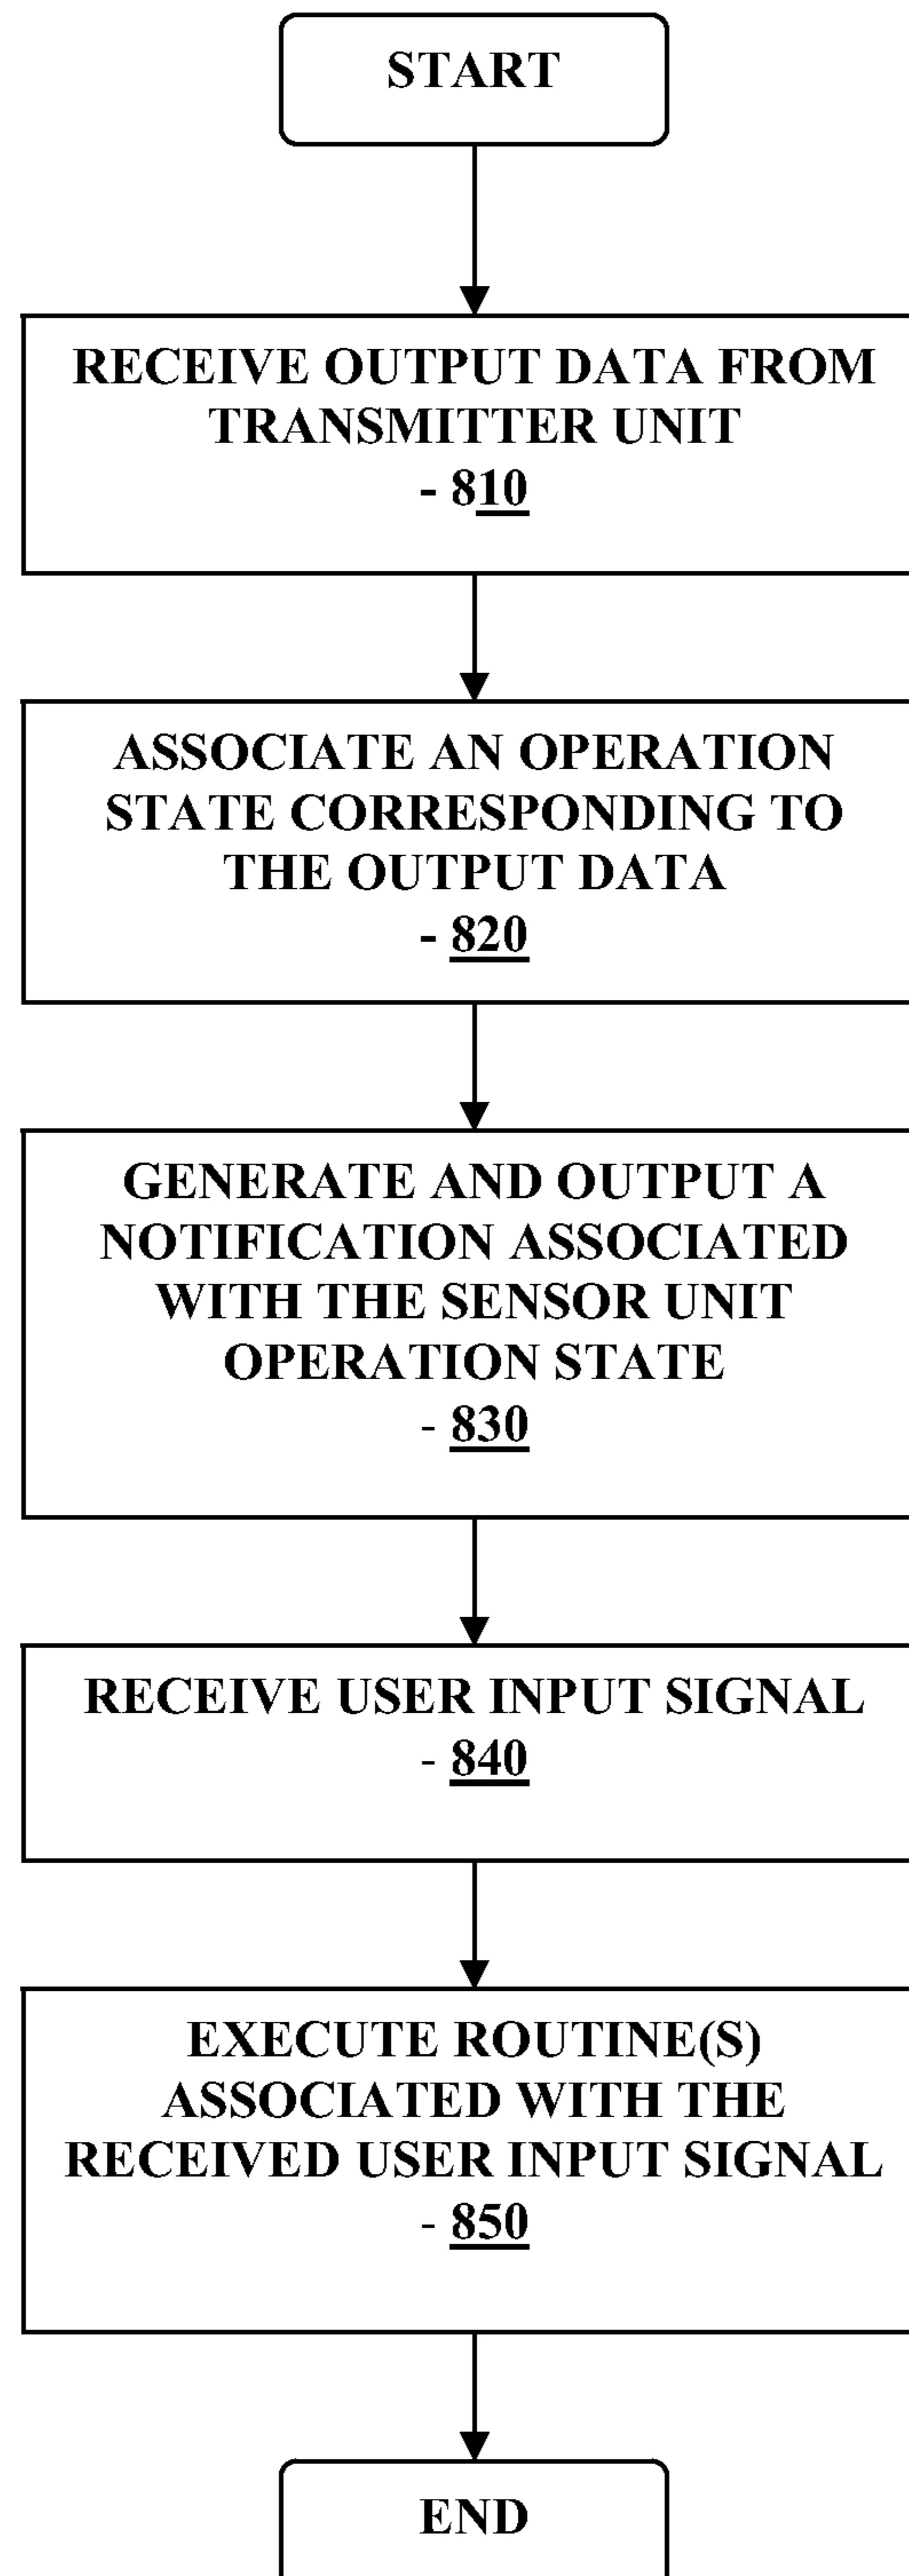 START
RECEIVE OUTPUT DATA FROM
TRANSMITTER UNIT
- 810
ASSOCIATE AN OPERATION
STATE CORRESPONDING TO
THE OUTPUT DATA
- 820
GENERATE AND OUTPUT A
NOTIFICATION ASSOCIATED
WITH THE SENSOR UNIT
OPERATION STATE
- 830
RECEIVE USER INPUT SIGNAL
- 840
EXECUTE ROUTINE(S)
ASSOCIATED WITH THE
RECEIVED USER INPUT SIGNAL
- 850
END